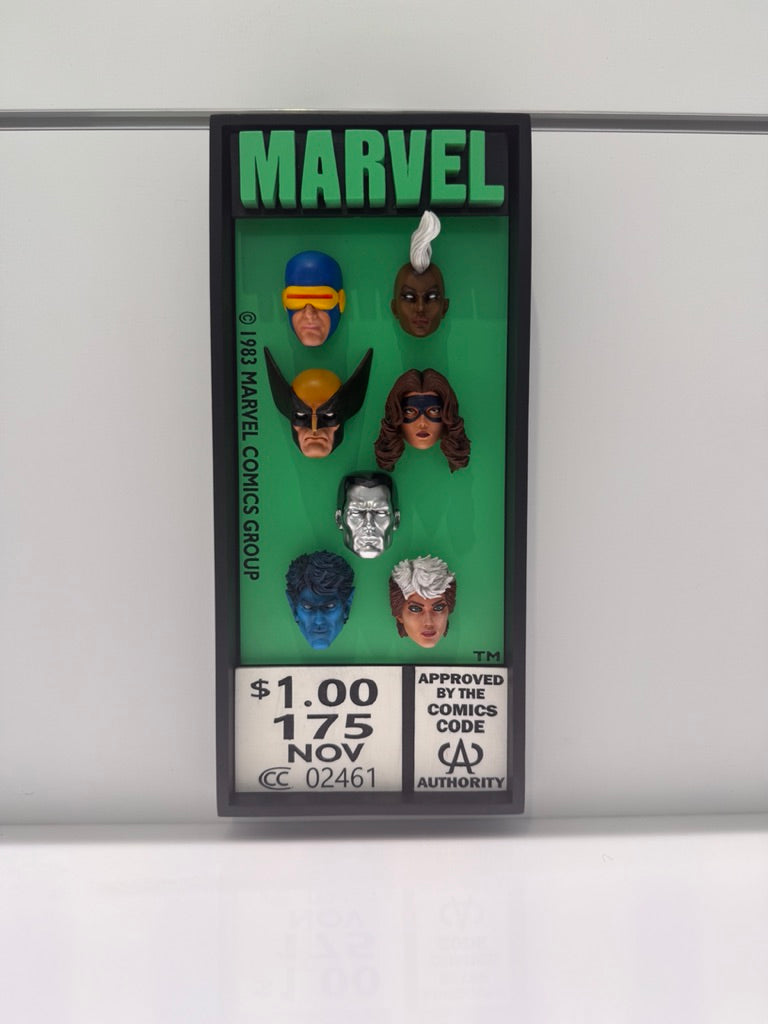 MARVEL
© 1983 MARVEL COMICS GROUP
TM
$1.00
175
NOV
CC 02461
APPROVED
BY THE
COMICS
CODE
CA
AUTHORITY